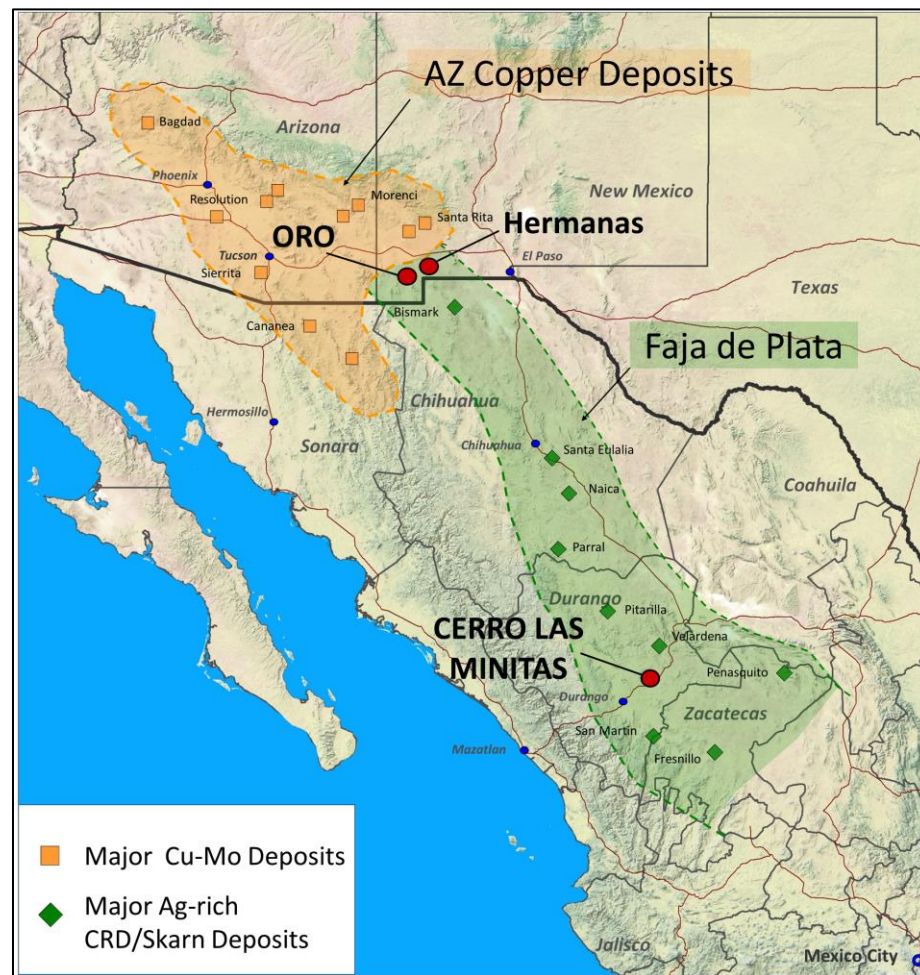 AZ Copper Deposits
Bagdad
Arizona
Phoenix
New Mexico
Resolution
Morenci
Santa Rita
Hermanas
ORO
Tucson
El Paso
Sierrita
Texas
Bismark
Cananea
Faja de Plata
Chihuahua
Hermosillo
Sonara
Chihuahua
Santa Eulalia
Coahuila
Naica
Parral
Durango
Pitarilla
CERRO LAS
MINITAS
Velardena
Penasquito
Durango
Zacatecas
San Martin
Mazatlan
Fresnillo
Major Cu-Mo Deposits
Major Ag-rich
CRD/Skarn Deposits
Jalisco
Mexico City